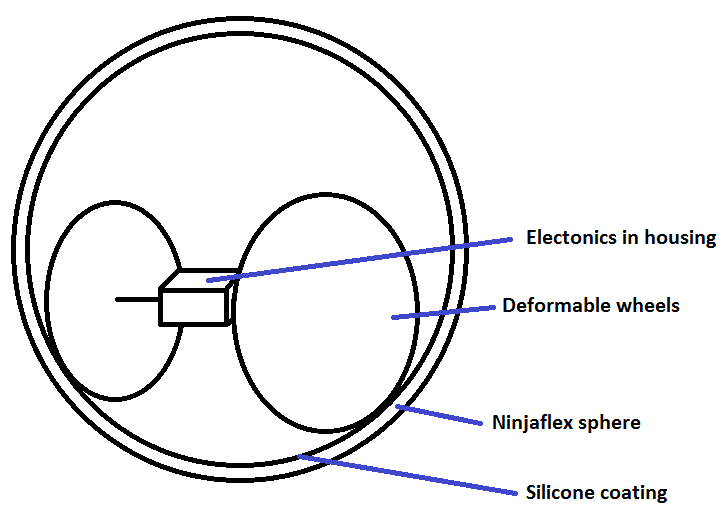 Electonics in housing
Deformable wheels
Ninjaflex sphere
Silicone coating